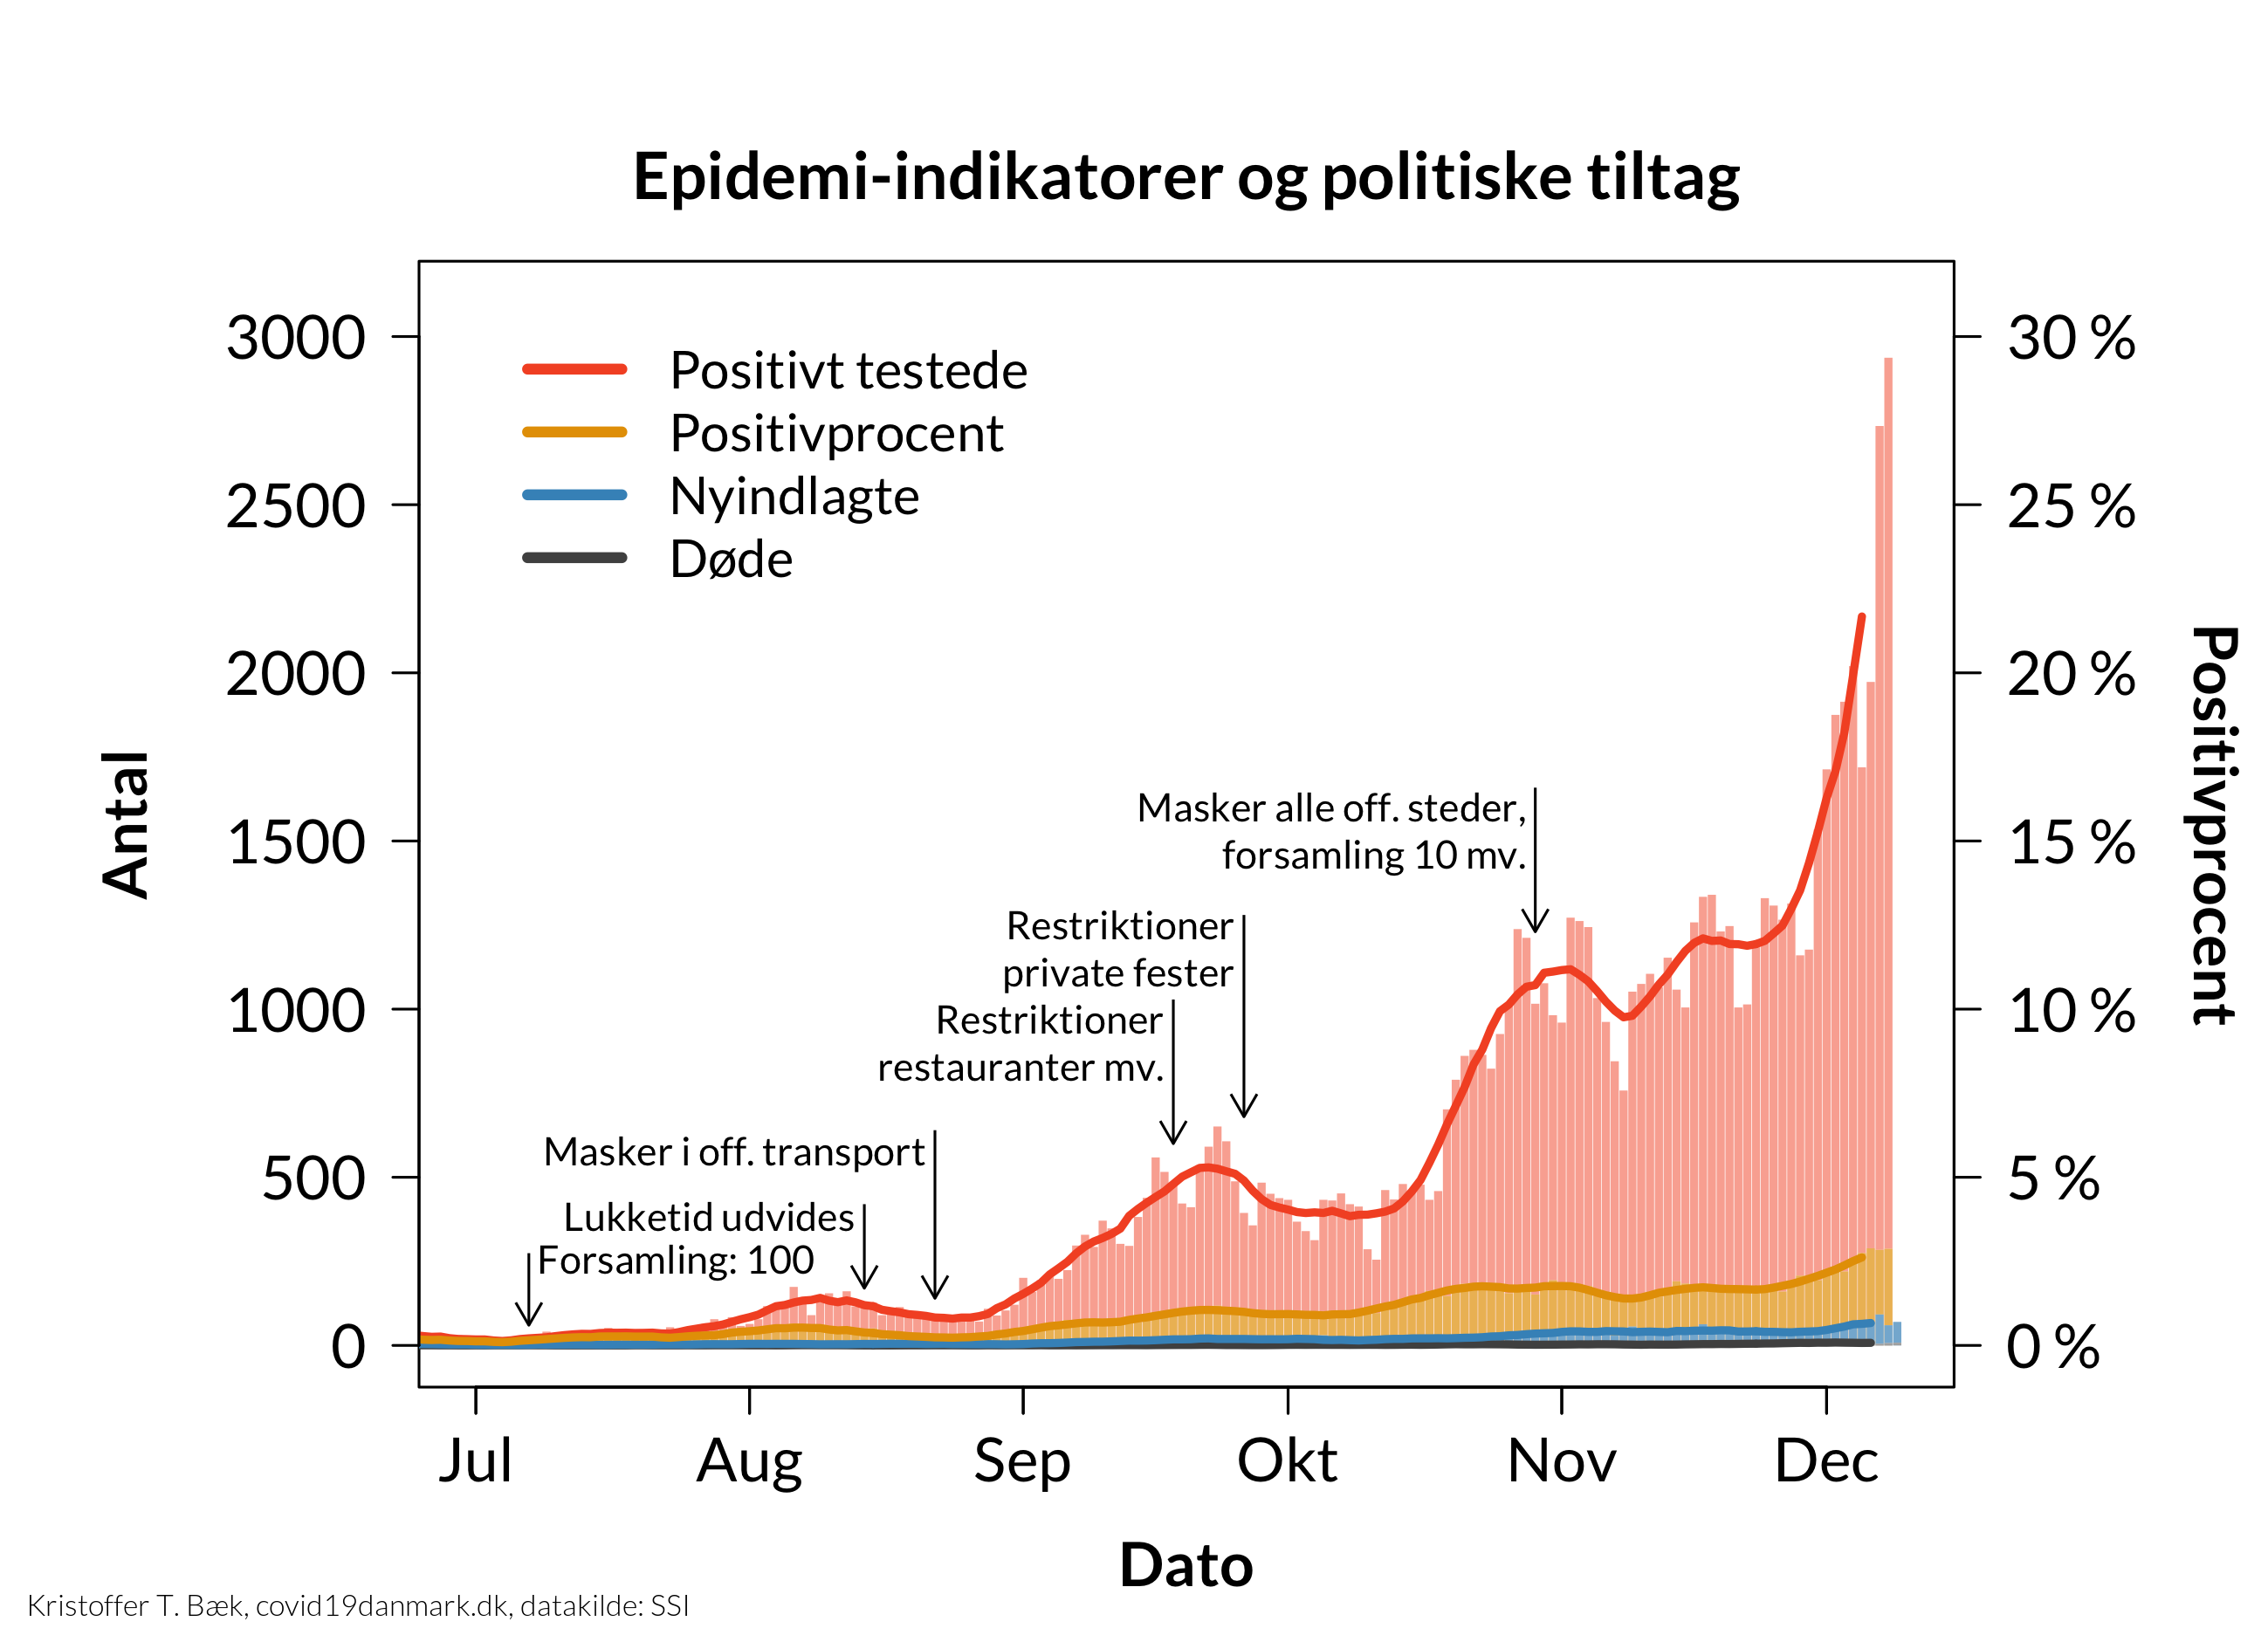 Epidemi-indikatorer og politiske tiltag
3000
2500
2000
1500
1000
500
0
Antal
30 %
25 %
20 %
15 %
10 %
5 %
0 %
Positivprocent
Positivt testede
Positivprocent
Nyindlagte
Døde
Masker alle off. steder,
forsamling 10 mv.
Restriktioner
private fester
Restriktioner
restauranter mv.
Masker i off. transport
Lukketid udvides
Forsamling: 100
Jul
Aug
Sep
Okt
Nov
Dec
Dato
Kristoffer T. Bæk, covid19danmark.dk, datakilde: SSI